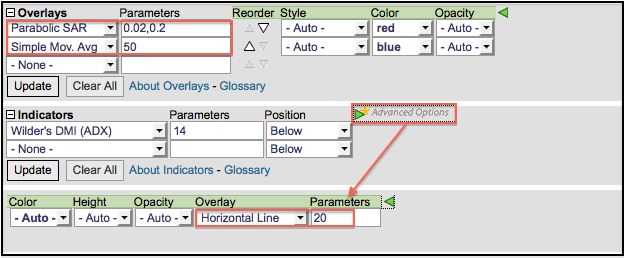 Overlays Parameters Reorder Style Color Opacity
Parabolic SAR 0.02,0.2 - Auto - red - Auto -
Simple Mov. Avg 50 - Auto - blue - Auto -
- None -
Update Clear All About Overlays - Glossary
Indicators Parameters Position Advanced Options
Wilder's DMI (ADX) 14 Below
- None - Below
Update Clear All About Indicators - Glossary
Color Height Opacity Overlay Parameters
- Auto - - Auto - - Auto - Horizontal Line 20